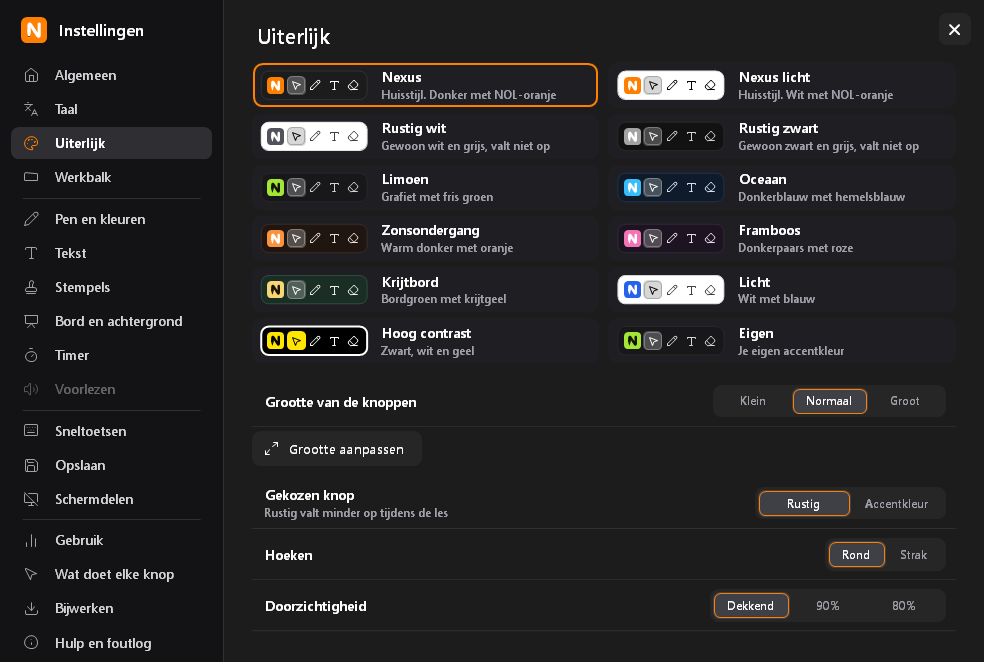 N Instellingen
Algemeen
Taal
Uiterlijk
Werkbalk
Pen en kleuren
Tekst
Stempels
Bord en achtergrond
Timer
Voorlezen
Sneltoetsen
Opslaan
Schermdelen
Gebruik
Wat doet elke knop
Bijwerken
Hulp en foutlog
Uiterlijk
N T
Nexus
Huisstijl. Donker met NOL-oranje
N T
Nexus licht
Huisstijl. Wit met NOL-oranje
N T
Rustig wit
Gewoon wit en grijs, valt niet op
N T
Rustig zwart
Gewoon zwart en grijs, valt niet op
N T
Limoen
Grafiet met fris groen
N T
Oceaan
Donkerblauw met hemelsblauw
N T
Zonsondergang
Warm donker met oranje
N T
Framboos
Donkerpaars met roze
N T
Krijtbord
Bordgroen met krijtgeel
N T
Licht
Wit met blauw
N T
Hoog contrast
Zwart, wit en geel
N T
Eigen
Je eigen accentkleur
Grootte van de knoppen
Klein Normaal Groot
Grootte aanpassen
Gekozen knop
Rustig valt minder op tijdens de les
Rustig Accentkleur
Hoeken
Rond Strak
Doorzichtigheid
Dekkend 90% 80%